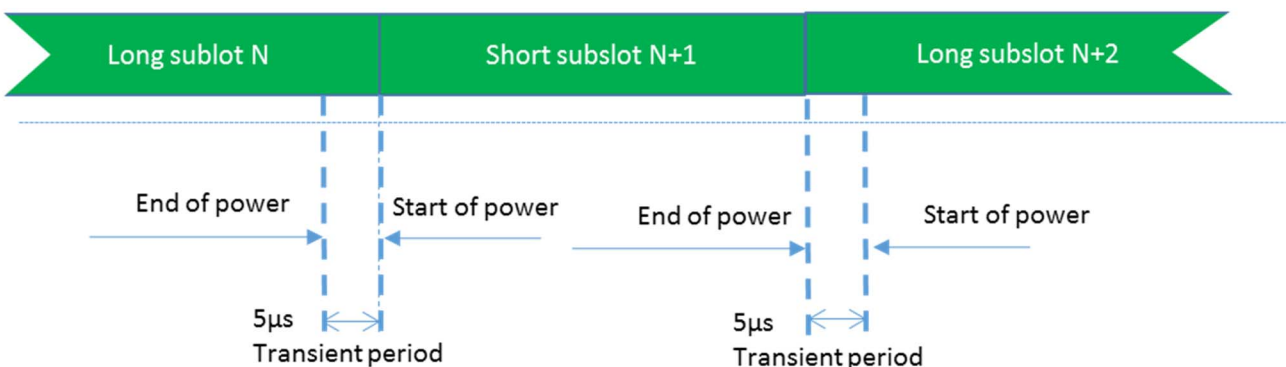 Long sublot N
Short subslot N+1
Long subslot N+2
End of power
Start of power
End of power
Start of power
5µs
Transient period
5µs
Transient period